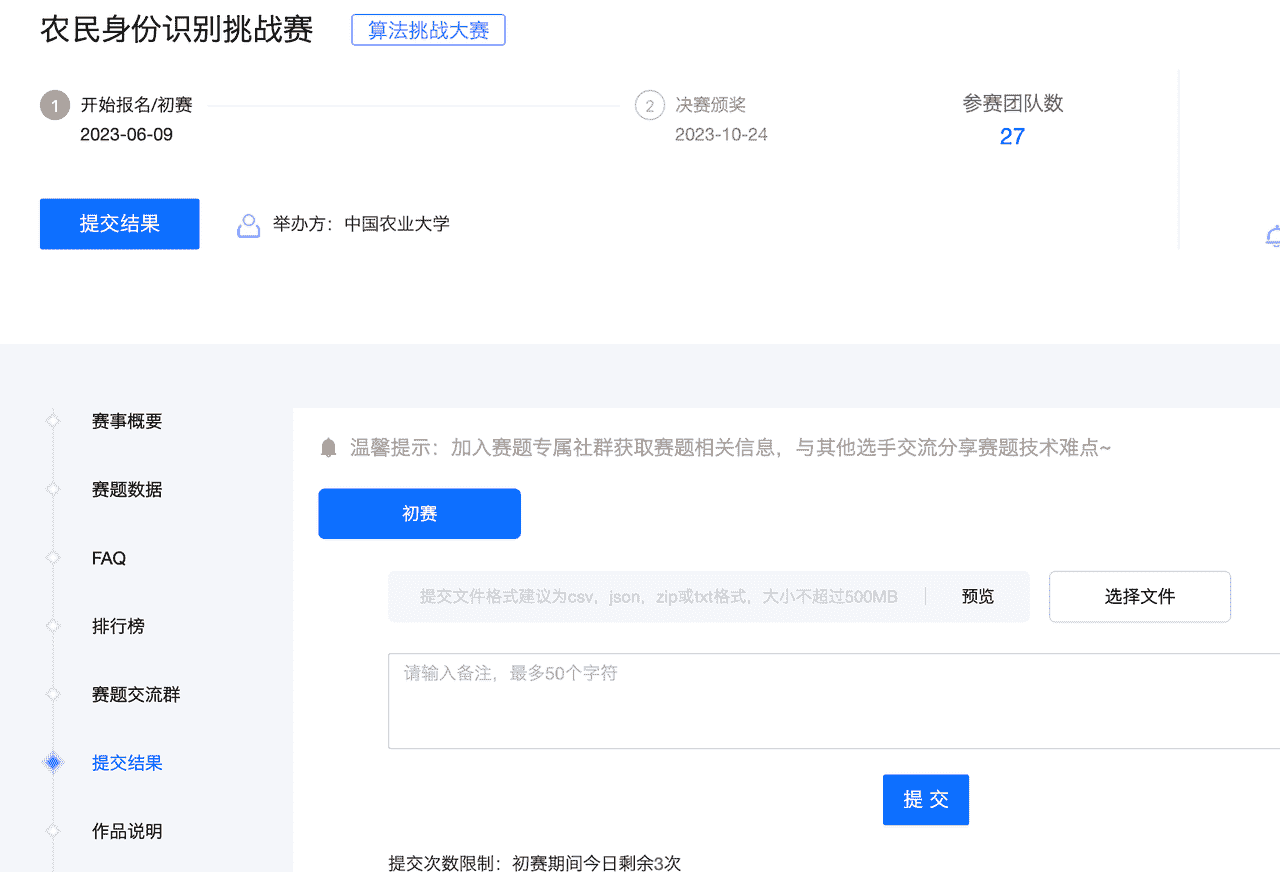 农民身份识别挑战赛
算法挑战大赛
1 开始报名/初赛
2023-06-09
2 决赛颁奖
2023-10-24
参赛团队数
27
提交结果
举办方：中国农业大学
赛事概要
赛题数据
FAQ
排行榜
赛题交流群
提交结果
作品说明
温馨提示：加入赛题专属社群获取赛题相关信息，与其他选手交流分享赛题技术难点~
初赛
提交文件格式建议为csv，json，zip或txt格式，大小不超过500MB
预览
选择文件
请输入备注，最多50个字符
提 交
提交次数限制：初赛期间今日剩余3次